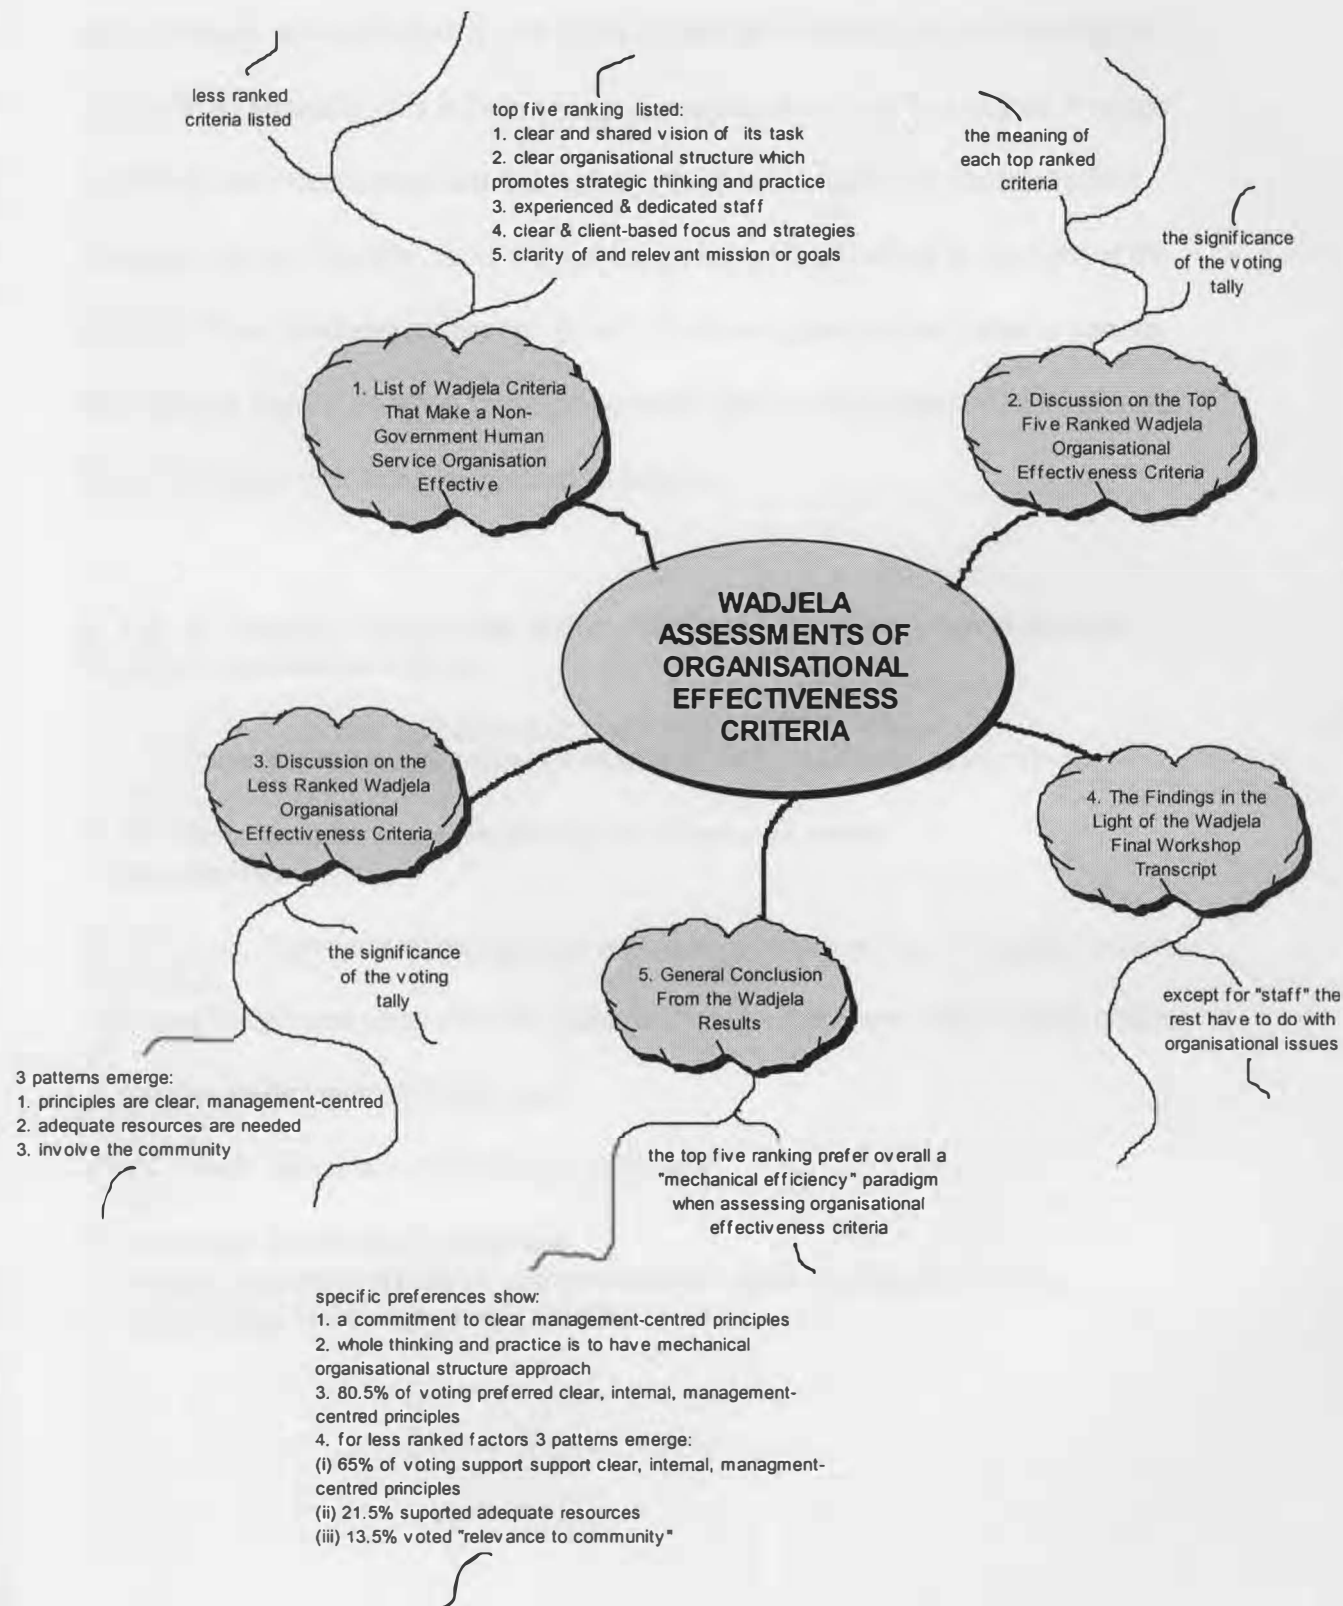 less ranked
criteria listed
top five ranking listed:
1. clear and shared vision of its task
2. clear organisational structure which
promotes strategic thinking and practice
3. experienced & dedicated staff
4. clear & client-based focus and strategies
5. clarity of and relevant mission or goals
the meaning of
each top ranked
criteria
the significance
of the voting
tally
1. List of Wadjela Criteria
That Make a Non-
Government Human
Service Organisation
Effective
2. Discussion on the Top
Five Ranked Wadjela
Organisational
Effectiveness Criteria
WADJELA
ASSESSMENTS OF
ORGANISATIONAL
EFFECTIVENESS
CRITERIA
3. Discussion on the
Less Ranked Wadjela
Organisational
Effectiveness Criteria
4. The Findings in the
Light of the Wadjela
Final Workshop
Transcript
the significance
of the voting
tally
5. General Conclusion
From the Wadjela
Results
except for "staff" the
rest have to do with
organisational issues
3 patterns emerge:
1. principles are clear, management-centred
2. adequate resources are needed
3. involve the community
the top five ranking prefer overall a
"mechanical efficiency" paradigm
when assessing organisational
effectiveness criteria
specific preferences show:
1. a commitment to clear management-centred principles
2. whole thinking and practice is to have mechanical
organisational structure approach
3. 80.5% of voting preferred clear, internal, management-
centred principles
4. for less ranked factors 3 patterns emerge:
(i) 65% of voting support support clear, internal, managment-
centred principles
(ii) 21.5% suported adequate resources
(iii) 13.5% voted "relevance to community"